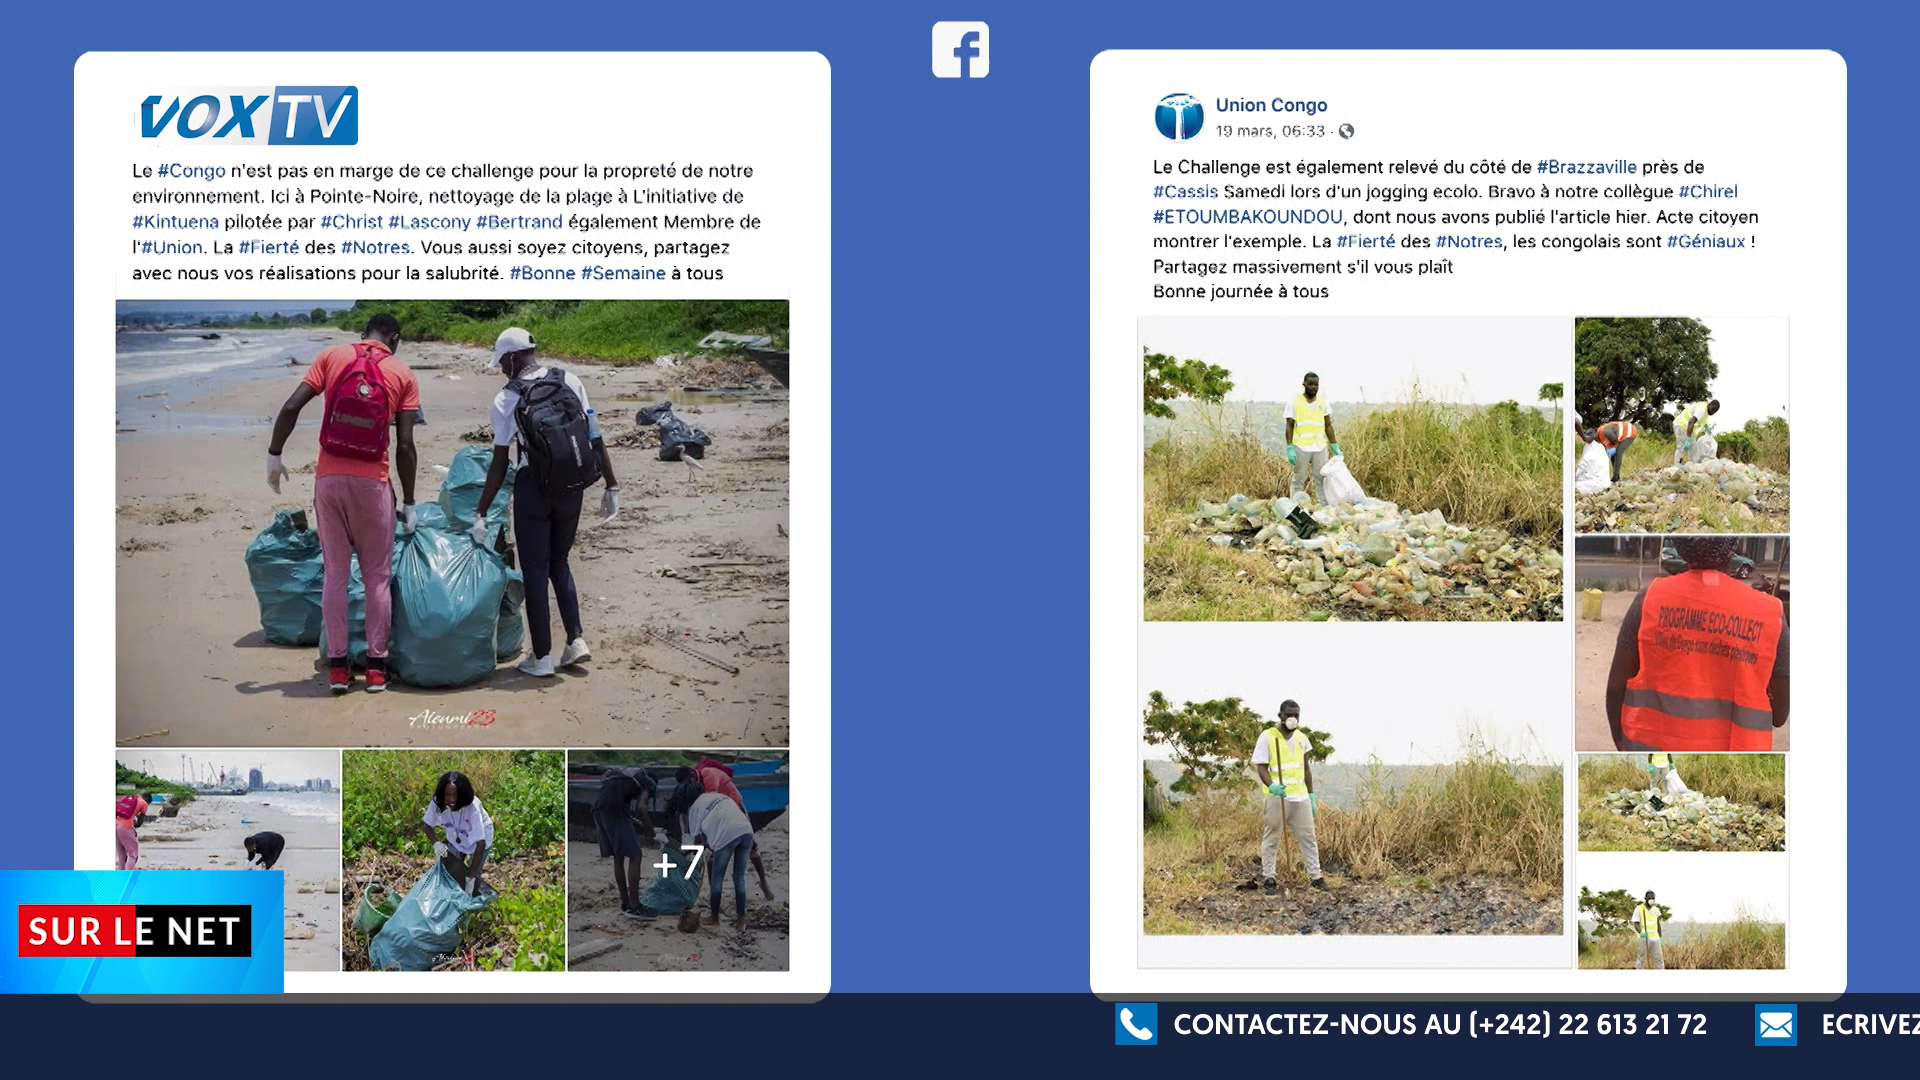 VOX TV
Le #Congo n'est pas en marge de ce challenge pour la propreté de notre
environnement. Ici à Pointe-Noire, nettoyage de la plage à L'initiative de
#Kintuena pilotée par #Christ #Lascony #Bertrand également Membre de
l'#Union. La #Fierté des #Notres. Vous aussi soyez citoyens, partagez
avec nous vos réalisations pour la salubrité. #Bonne #Semaine à tous
+7
Union Congo
19 mars, 06:33
Le Challenge est également relevé du côté de #Brazzaville près de
#Cassis Samedi lors d'un jogging ecolo. Bravo à notre collègue #Chirel
#ETOUMBAKOUNDOU, dont nous avons publié l'article hier. Acte citoyen
montrer l'exemple. La #Fierté des #Notres, les congolais sont #Géniaux !
Partagez massivement s'il vous plaît
Bonne journée à tous
PROGRAMME ECO-COLLECT
SUR LE NET
CONTACTEZ-NOUS AU (+242) 22 613 21 72
ECRIVEZ